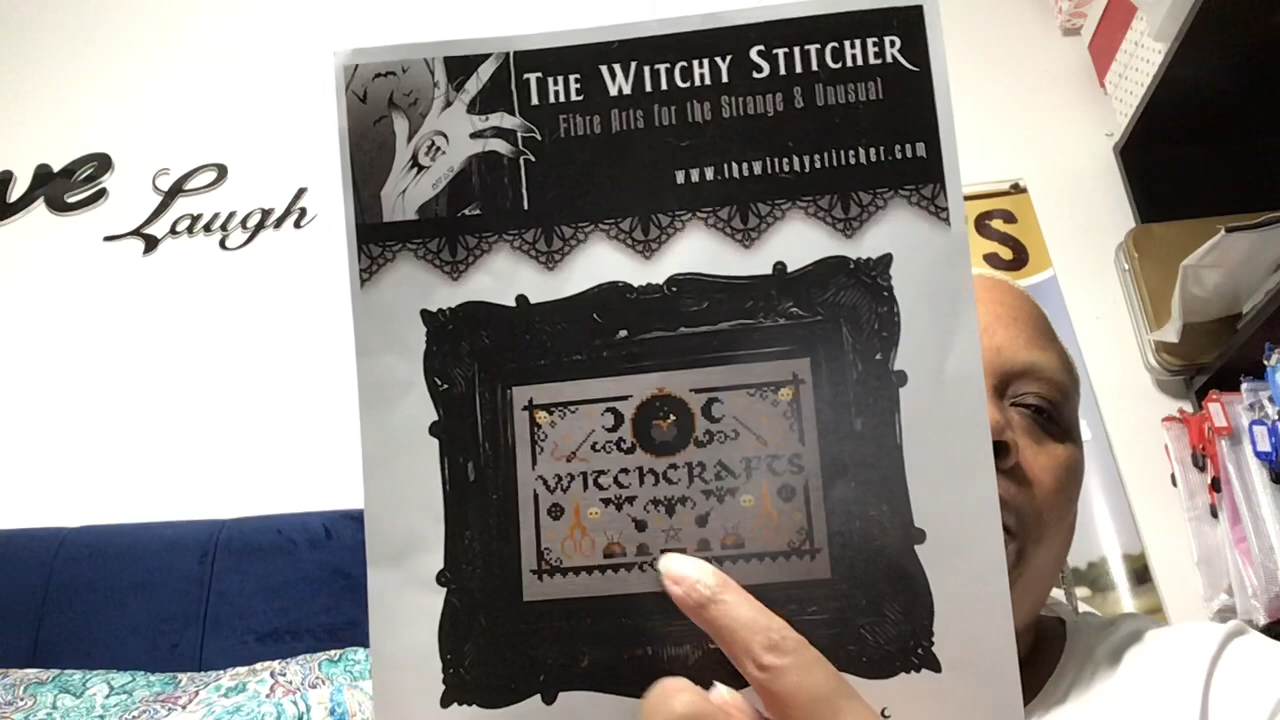 ve
Laugh
THE WITCHY STITCHER
Fibre Arts for the Strange & Unusual
www.thewitchystitcher.com
S
WITCHCRAFTS